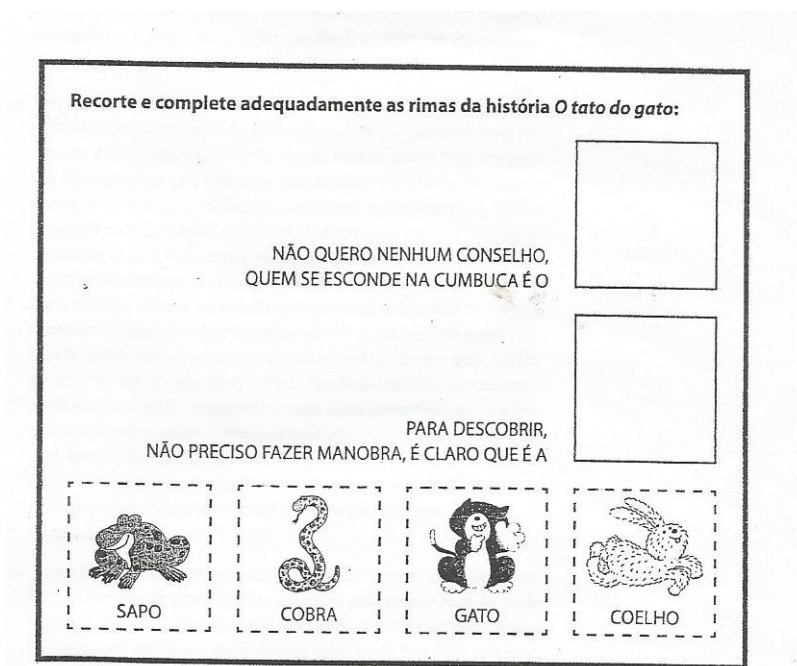 Recorte e complete adequadamente as rimas da história O tato do gato:
NÃO QUERO NENHUM CONSELHO,
QUEM SE ESCONDE NA CUMBUCA É O
PARA DESCOBRIR,
NÃO PRECISO FAZER MANOBRA, É CLARO QUE É A
SAPO
COBRA
GATO
COELHO